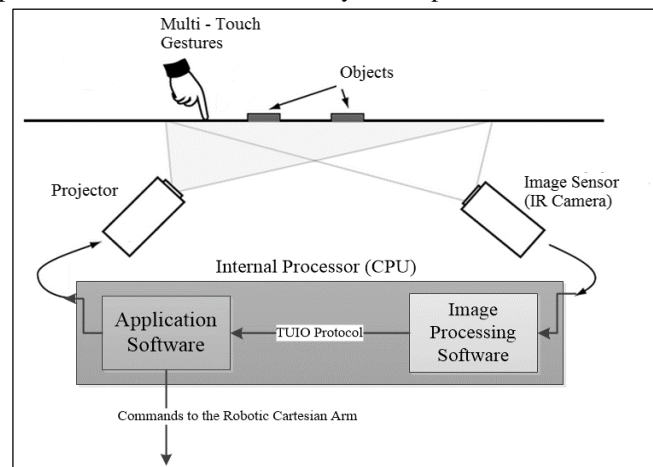 Multi - Touch
Gestures
Objects
Projector
Image Sensor
(IR Camera)
Internal Processor (CPU)
Application
Software
TUIO Protocol
Image
Processing
Software
Commands to the Robotic Cartesian Arm